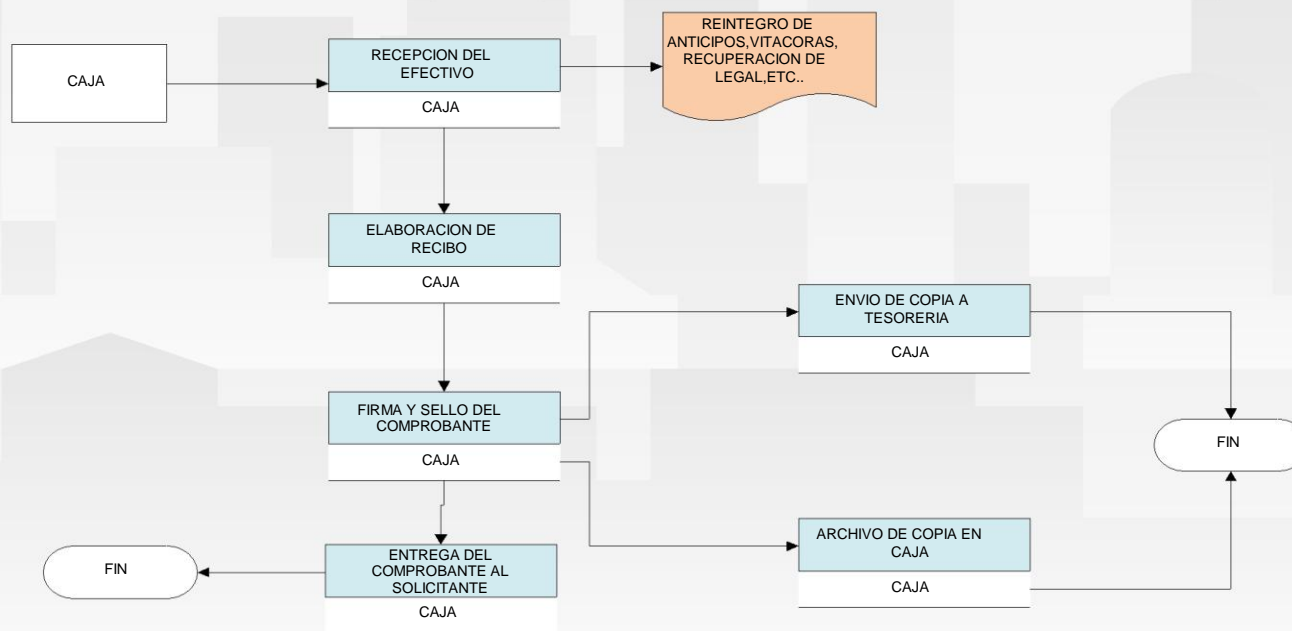 CAJA
RECEPCION DEL
EFECTIVO
CAJA
REINTEGRO DE
ANTICIPOS,VITACORAS,
RECUPERACION DE
LEGAL,ETC..
ELABORACION DE
RECIBO
CAJA
FIRMA Y SELLO DEL
COMPROBANTE
CAJA
ENVIO DE COPIA A
TESORERIA
CAJA
FIN
ARCHIVO DE COPIA EN
CAJA
CAJA
ENTREGA DEL
COMPROBANTE AL
SOLICITANTE
CAJA
FIN